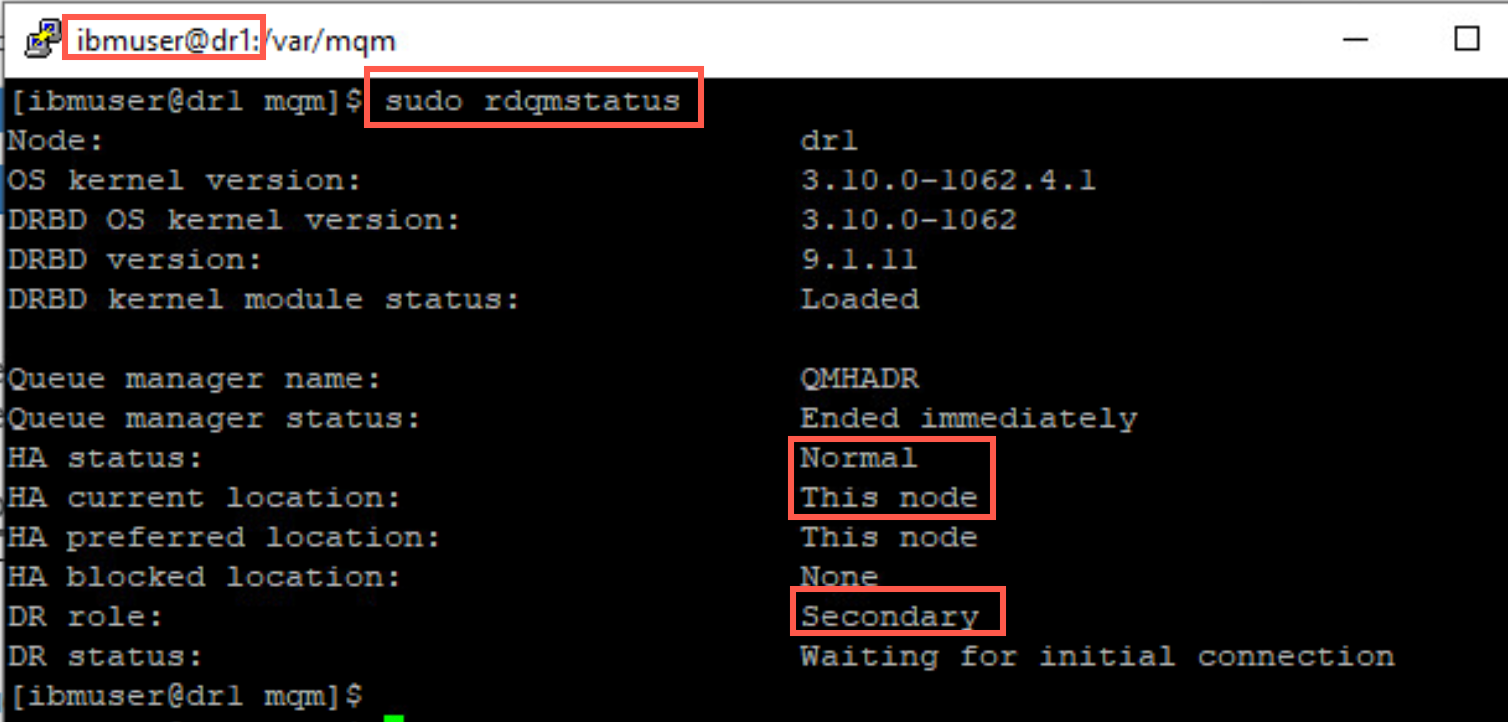 ibmuser@dr1:/var/mqm
[ibmuser@dr1 mqm]$ sudo rdqmstatus
Node: dr1
OS kernel version: 3.10.0-1062.4.1
DRBD OS kernel version: 3.10.0-1062
DRBD version: 9.1.11
DRBD kernel module status: Loaded
Queue manager name: QMHADR
Queue manager status: Ended immediately
HA status: Normal
HA current location: This node
HA preferred location: This node
HA blocked location: None
DR role: Secondary
DR status: Waiting for initial connection
[ibmuser@dr1 mqm]$